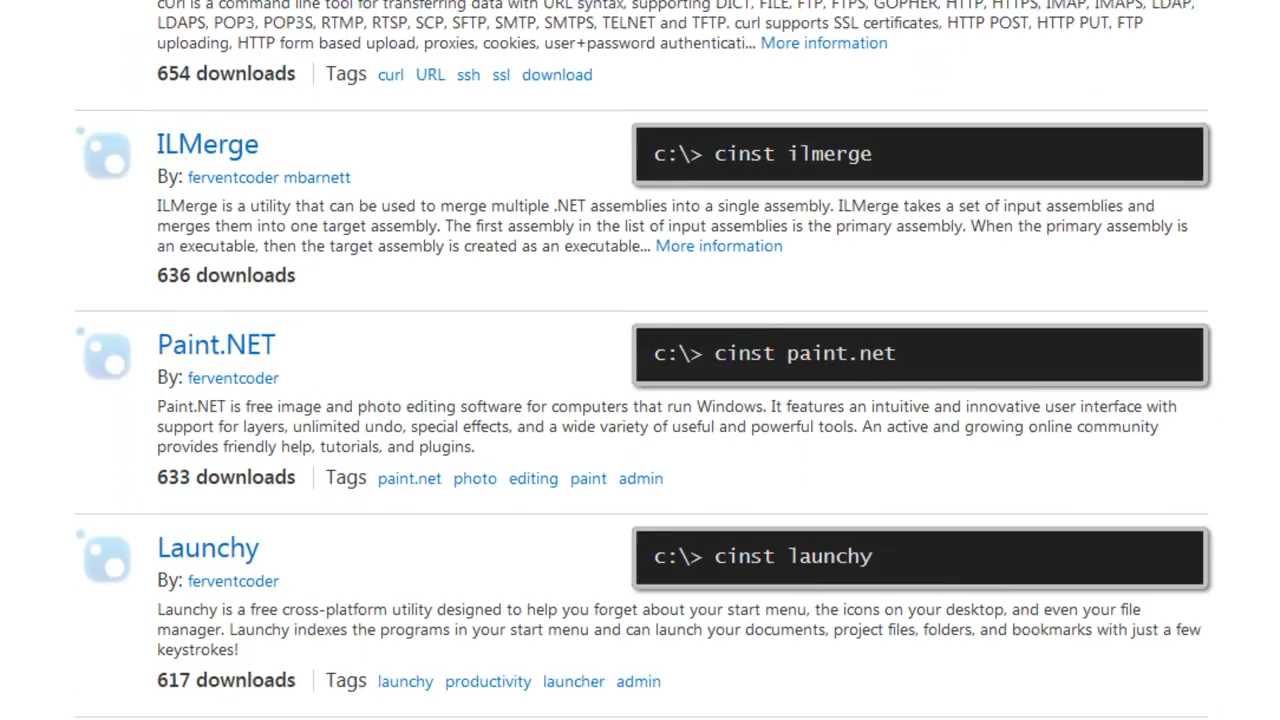 cUrl is a command line tool for transferring data with URL syntax, supporting DICT, FILE, FTP, FTPS, GOPHER, HTTP, HTTPS, IMAP, IMAPS, LDAP,
LDAPS, POP3, POP3S, RTMP, RTSP, SCP, SFTP, SMTP, SMTPS, TELNET and TFTP. curl supports SSL certificates, HTTP POST, HTTP PUT, FTP
uploading, HTTP form based upload, proxies, cookies, user+password authenticati... More information
654 downloads Tags curl URL ssh ssl download
ILMerge
c:\> cinst ilmerge
By: ferventcoder mbarnett
ILMerge is a utility that can be used to merge multiple .NET assemblies into a single assembly. ILMerge takes a set of input assemblies and
merges them into one target assembly. The first assembly in the list of input assemblies is the primary assembly. When the primary assembly is
an executable, then the target assembly is created as an executable... More information
636 downloads
Paint.NET
c:\> cinst paint.net
By: ferventcoder
Paint.NET is free image and photo editing software for computers that run Windows. It features an intuitive and innovative user interface with
support for layers, unlimited undo, special effects, and a wide variety of useful and powerful tools. An active and growing online community
provides friendly help, tutorials, and plugins.
633 downloads Tags paint.net photo editing paint admin
Launchy
c:\> cinst launchy
By: ferventcoder
Launchy is a free cross-platform utility designed to help you forget about your start menu, the icons on your desktop, and even your file
manager. Launchy indexes the programs in your start menu and can launch your documents, project files, folders, and bookmarks with just a few
keystrokes!
617 downloads Tags launchy productivity launcher admin